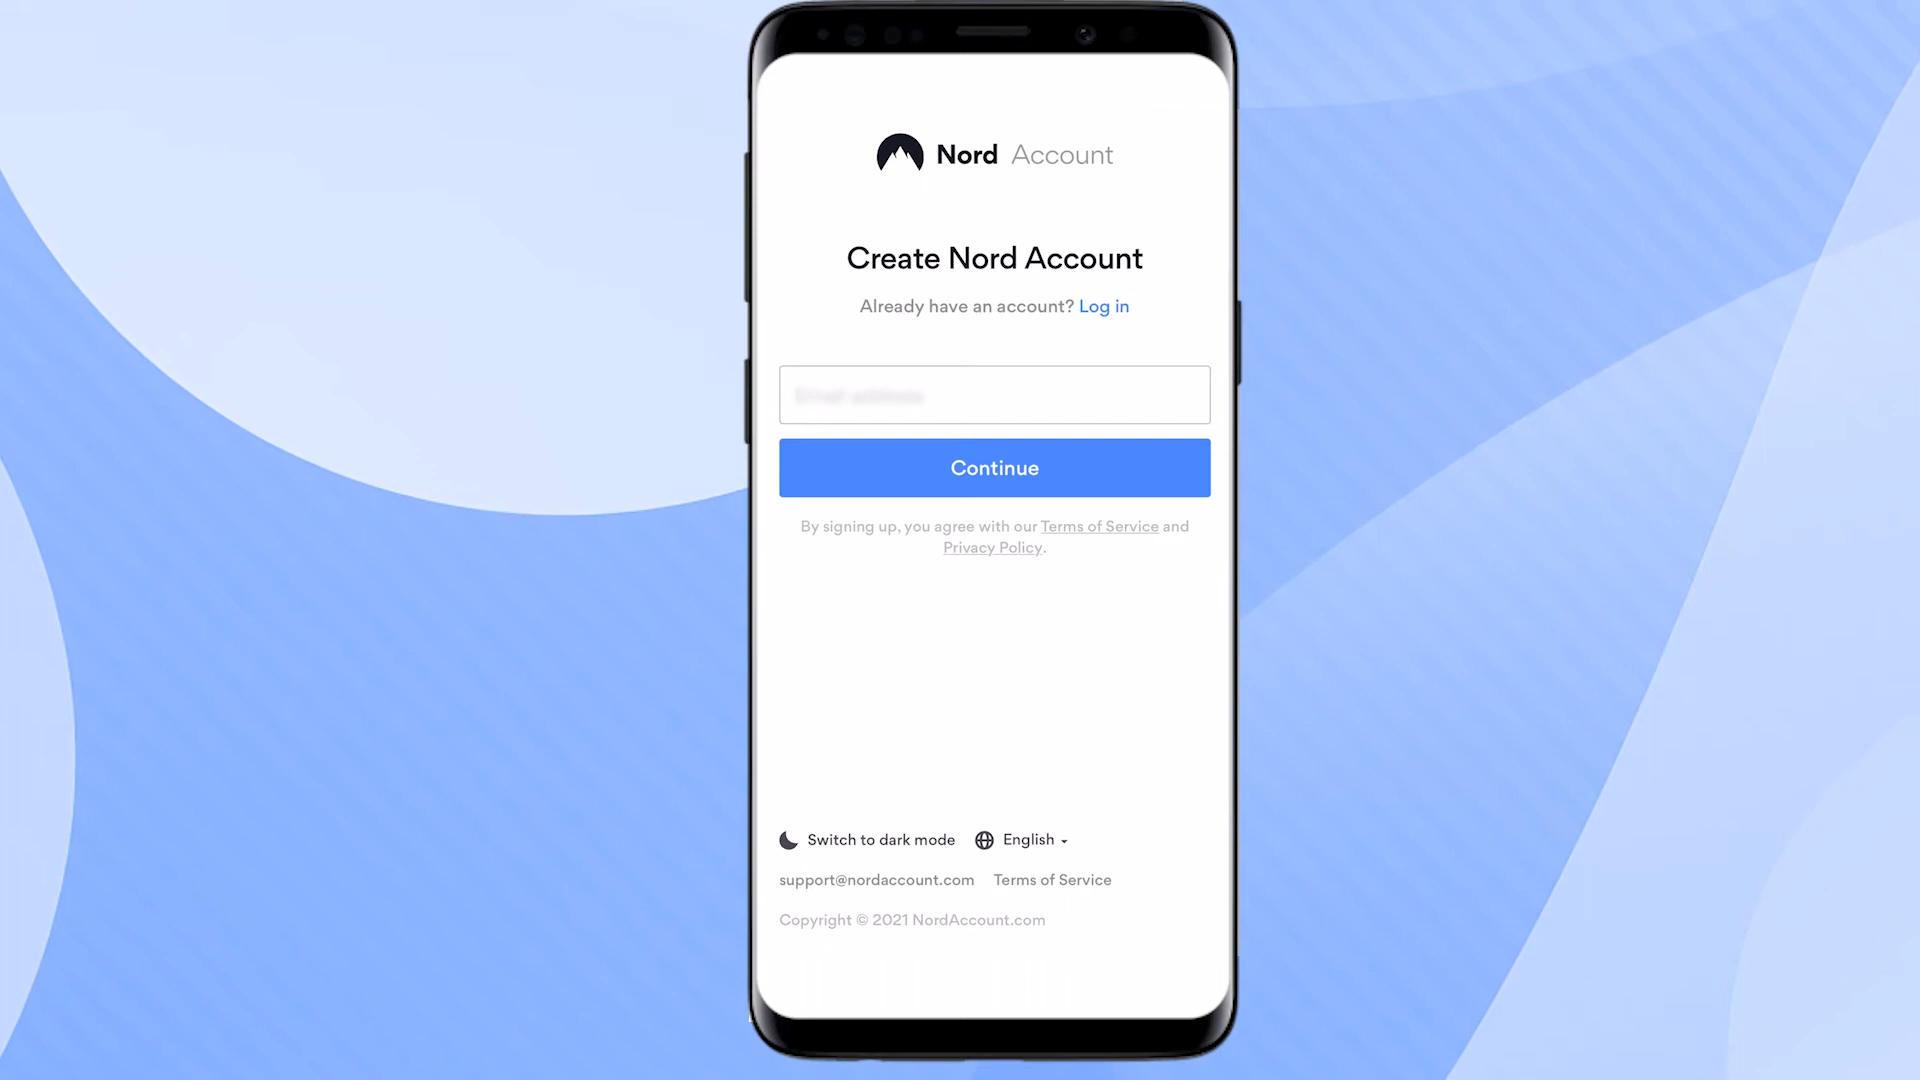 Nord Account
Create Nord Account
Already have an account? Log in
Email address
Continue
By signing up, you agree with our Terms of Service and
Privacy Policy.
Switch to dark mode English
support@nordaccount.com Terms of Service
Copyright © 2021 NordAccount.com